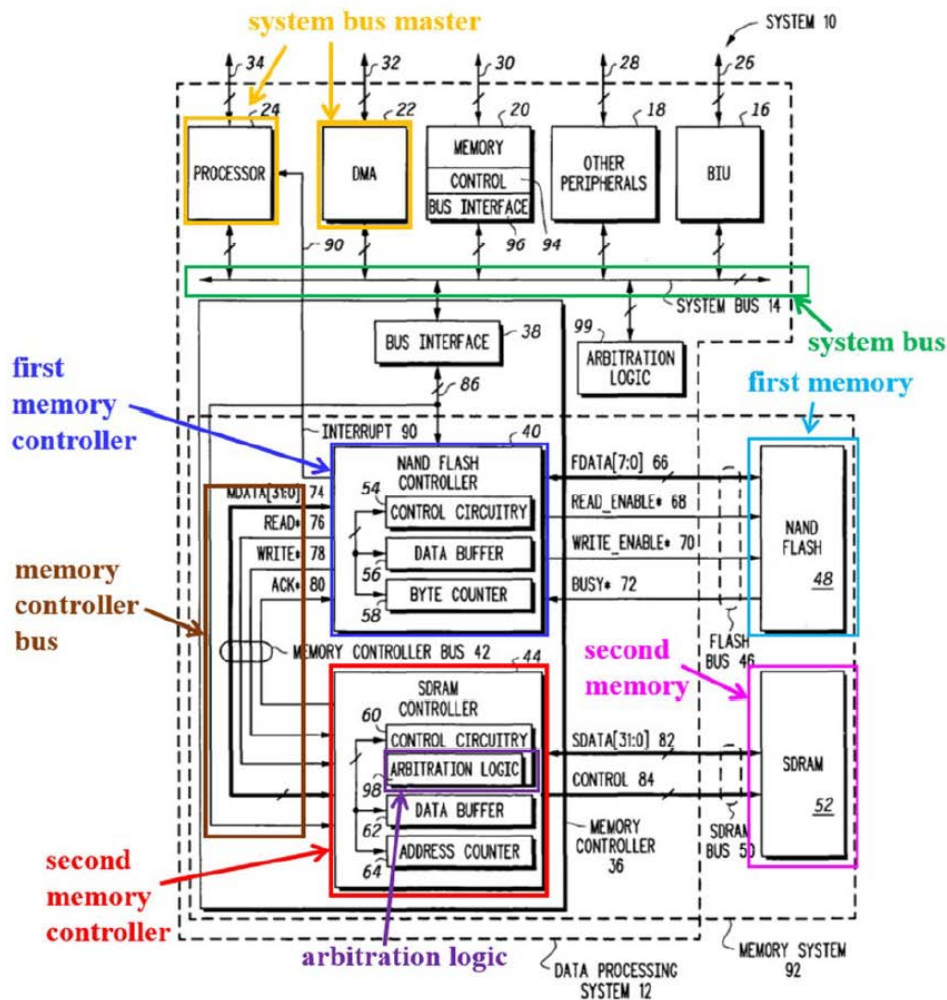 system bus master
SYSTEM 10
34
32
30
28
26
24
22
20
18
16
PROCESSOR
DMA
MEMORY
CONTROL
BUS INTERFACE
OTHER
PERIPHERALS
BIU
90
96
94
SYSTEM BUS 14
system bus
BUS INTERFACE
38
99
ARBITRATION
LOGIC
86
first
memory
controller
first memory
INTERRUPT 90
40
NAND FLASH
CONTROLLER
54
CONTROL CIRCUITRY
DATA BUFFER
56
BYTE COUNTER
58
MDATA[31:0] 74
READ* 76
WRITE* 78
ACK* 80
FDATA[7:0] 66
READ_ENABLE* 68
WRITE_ENABLE* 70
BUSY* 72
NAND
FLASH
48
FLASH
BUS 46
memory
controller
bus
MEMORY CONTROLLER BUS 42
44
second
memory
SDRAM
CONTROLLER
60
CONTROL CIRCUITRY
ARBITRATION LOGIC
98
DATA BUFFER
62
ADDRESS COUNTER
64
SDATA[31:0] 82
CONTROL 84
SDRAM
52
SDRAM
BUS 50
MEMORY
CONTROLLER
36
second
memory
controller
arbitration logic
DATA PROCESSING
SYSTEM 12
MEMORY SYSTEM
92